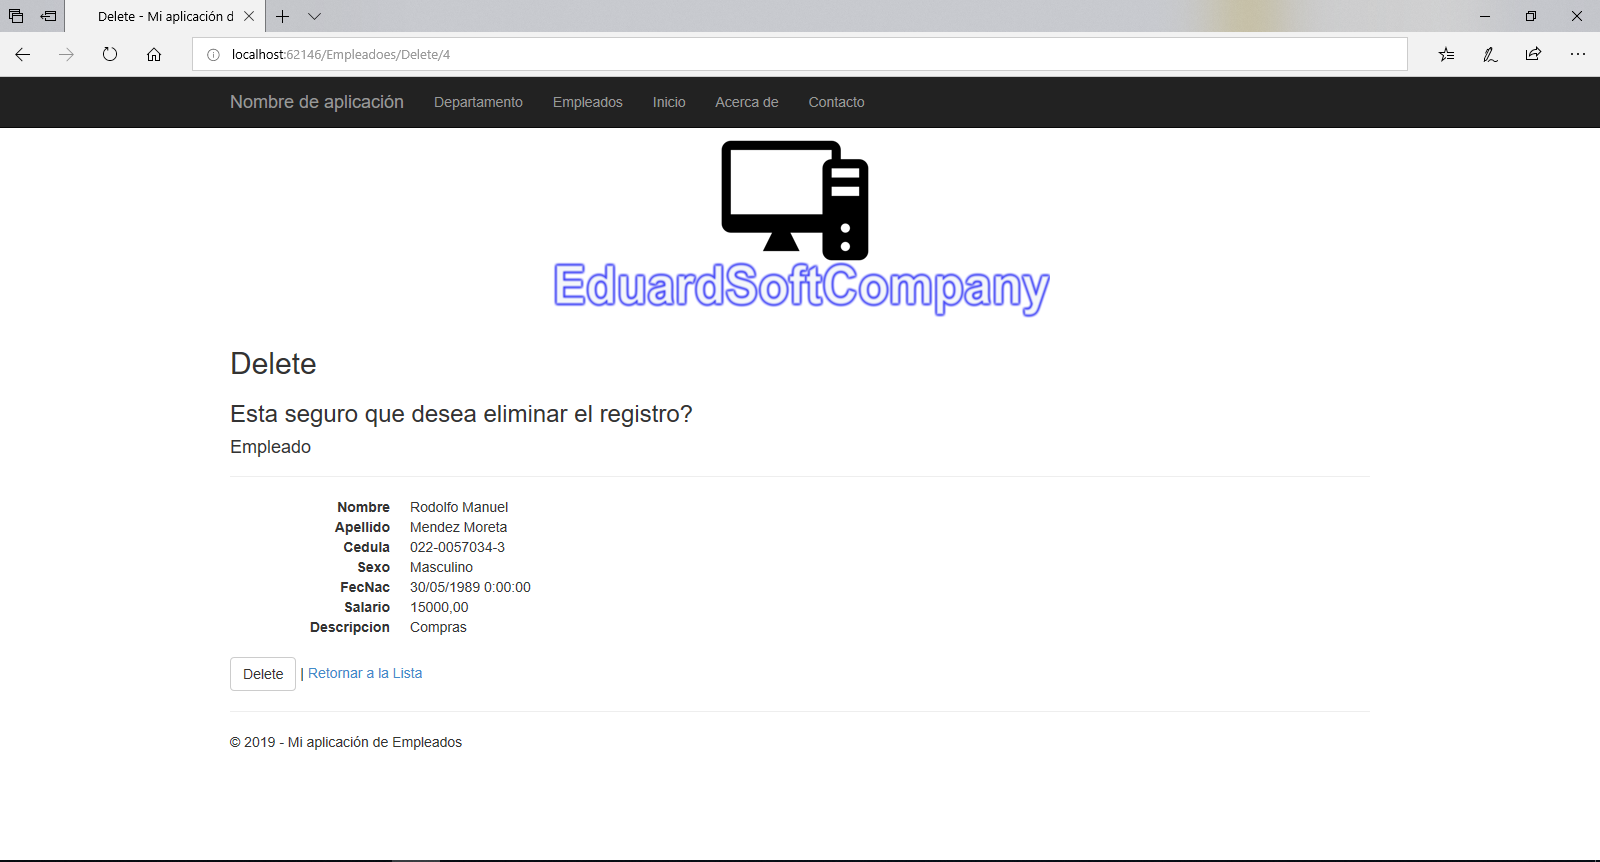 Delete - Mi aplicación d
localhost:62146/Empleadoes/Delete/4
Nombre de aplicación Departamento Empleados Inicio Acerca de Contacto
EduardSoftCompany
Delete
Esta seguro que desea eliminar el registro?
Empleado
Nombre Rodolfo Manuel
Apellido Mendez Moreta
Cedula 022-0057034-3
Sexo Masculino
FecNac 30/05/1989 0:00:00
Salario 15000,00
Descripcion Compras
Delete | Retornar a la Lista
© 2019 - Mi aplicación de Empleados